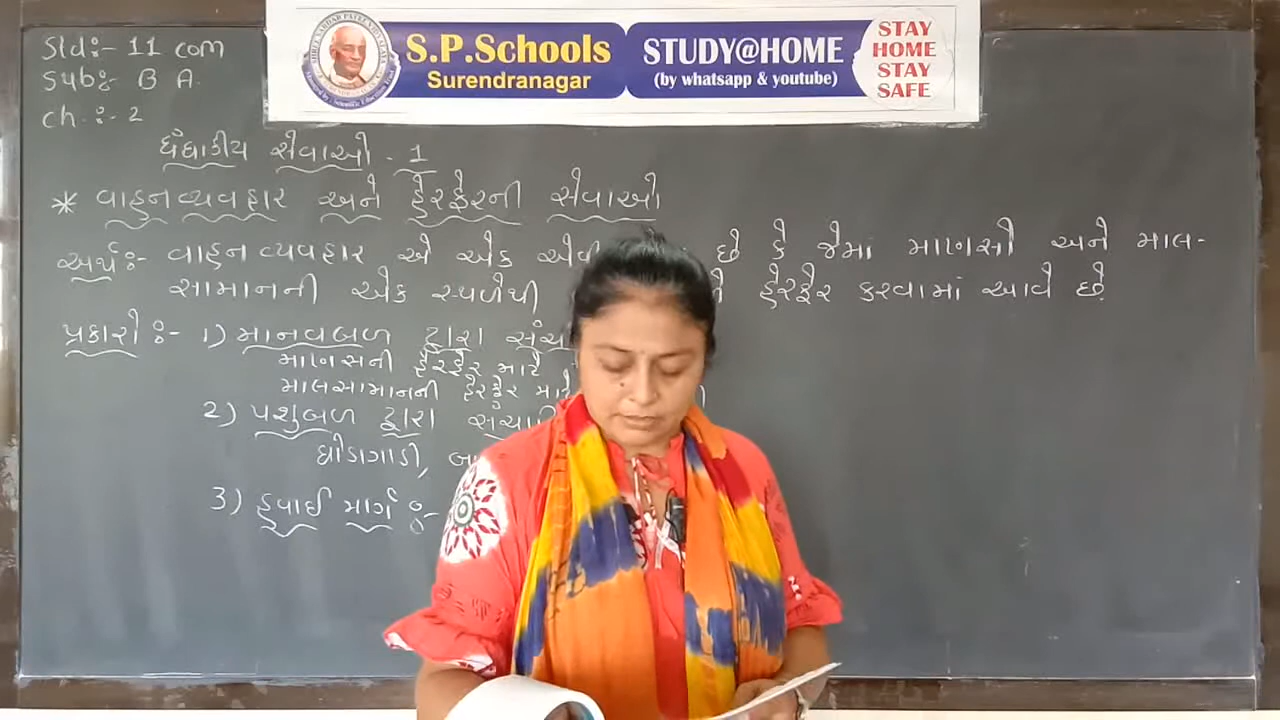 S.P.Schools
Surendranagar
STUDY@HOME
(by whatsapp & youtube)
STAY
HOME
STAY
SAFE
Std:- 11 com
Sub:- B A.
Ch.:- 2
ધંધાકીય સેવાઓ - 1
* વાહનવ્યવહાર અને હેરફેરની સેવાઓ
અર્થ:- વાહનવ્યવહાર એ એક છે કે જેમાં માણસો અને માલ-
સામાનની એક સ્થળેથી હેરફેર કરવામાં આવે છે.
પ્રકારો:- 1) માનવબળ દ્વારા
માણસની હેરફેર માટે
માલસામાનની હેરફેર માટે
2) પશુબળ દ્વારા
ઘોડાગાડી,
3) હવાઈ માર્ગ:-